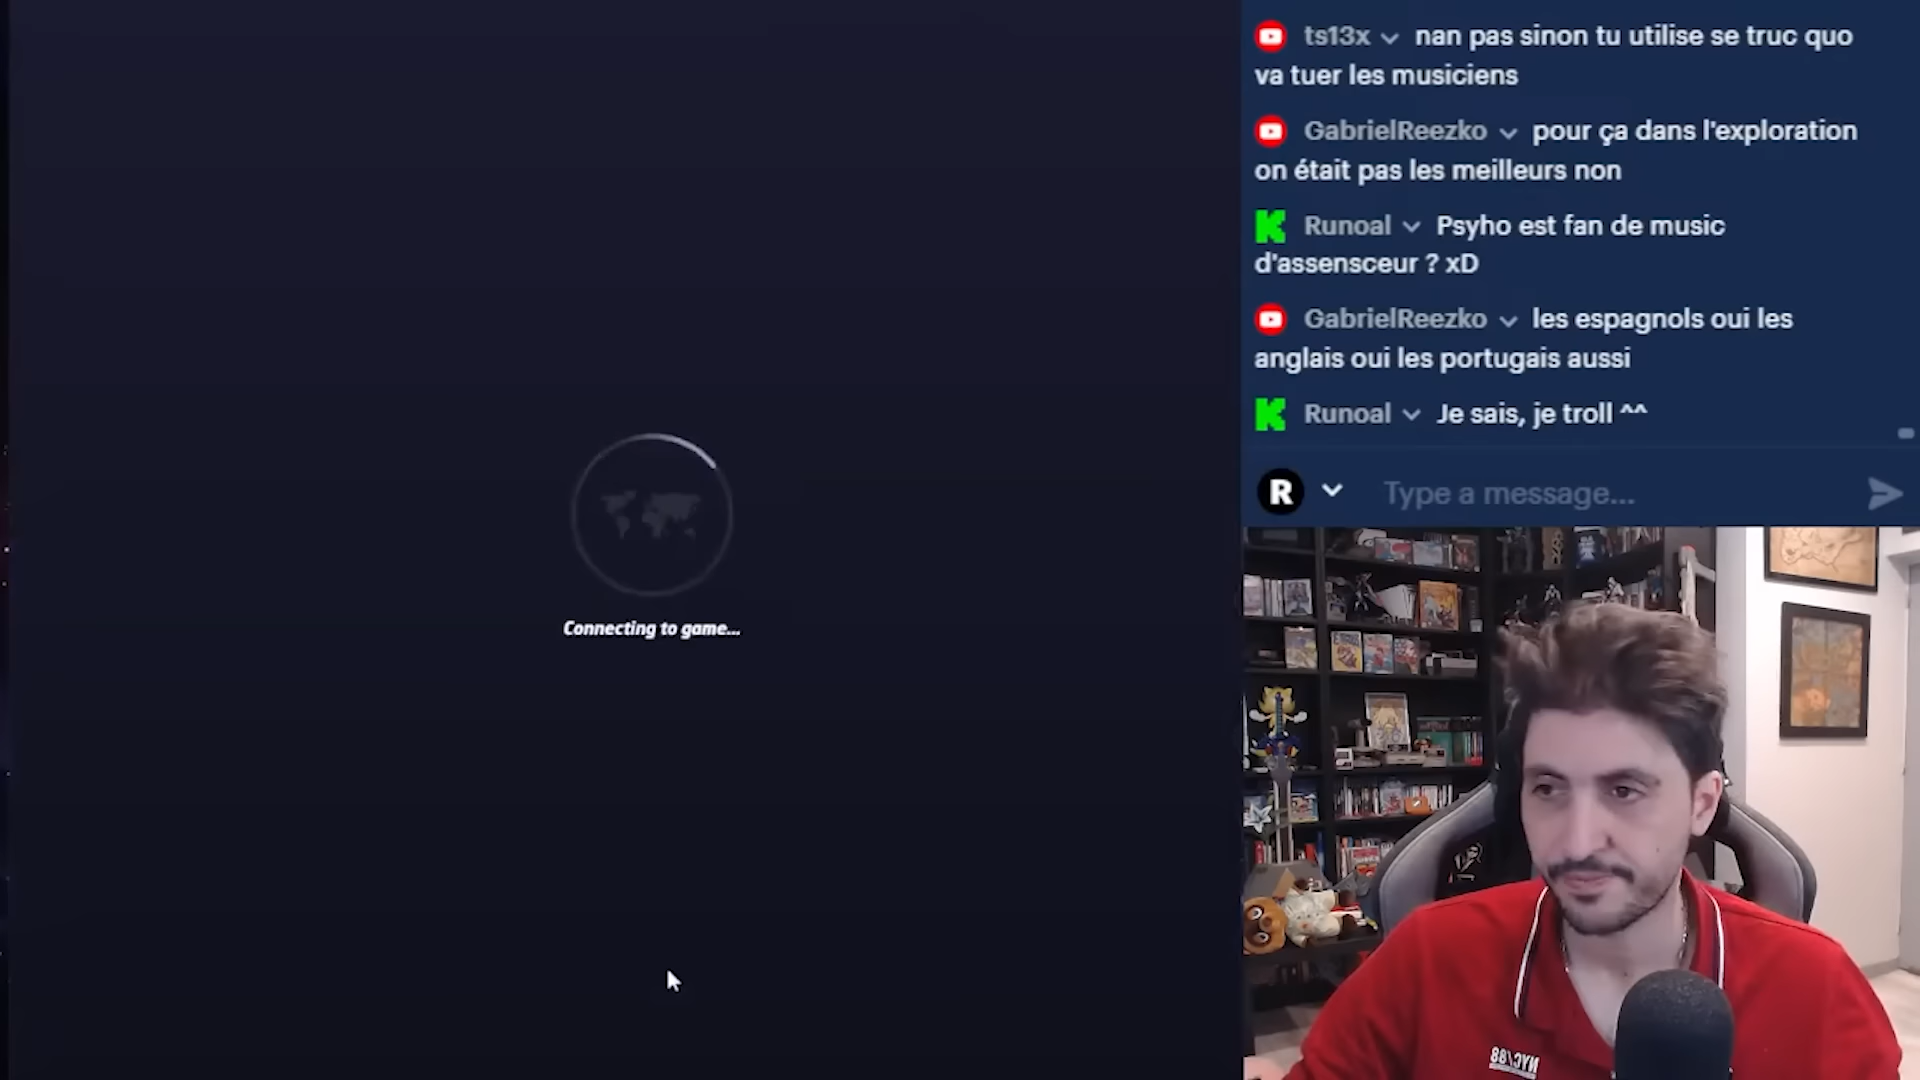 ts13x nan pas sinon tu utilise se truc quo
va tuer les musiciens
GabrielReezko pour ça dans l'exploration
on était pas les meilleurs non
Runoal Psyho est fan de music
d'assensceur ? xD
GabrielReezko les espagnols oui les
anglais oui les portugais aussi
Runoal Je sais, je troll ^^
R Type a message...
Connecting to game...
NYC\88